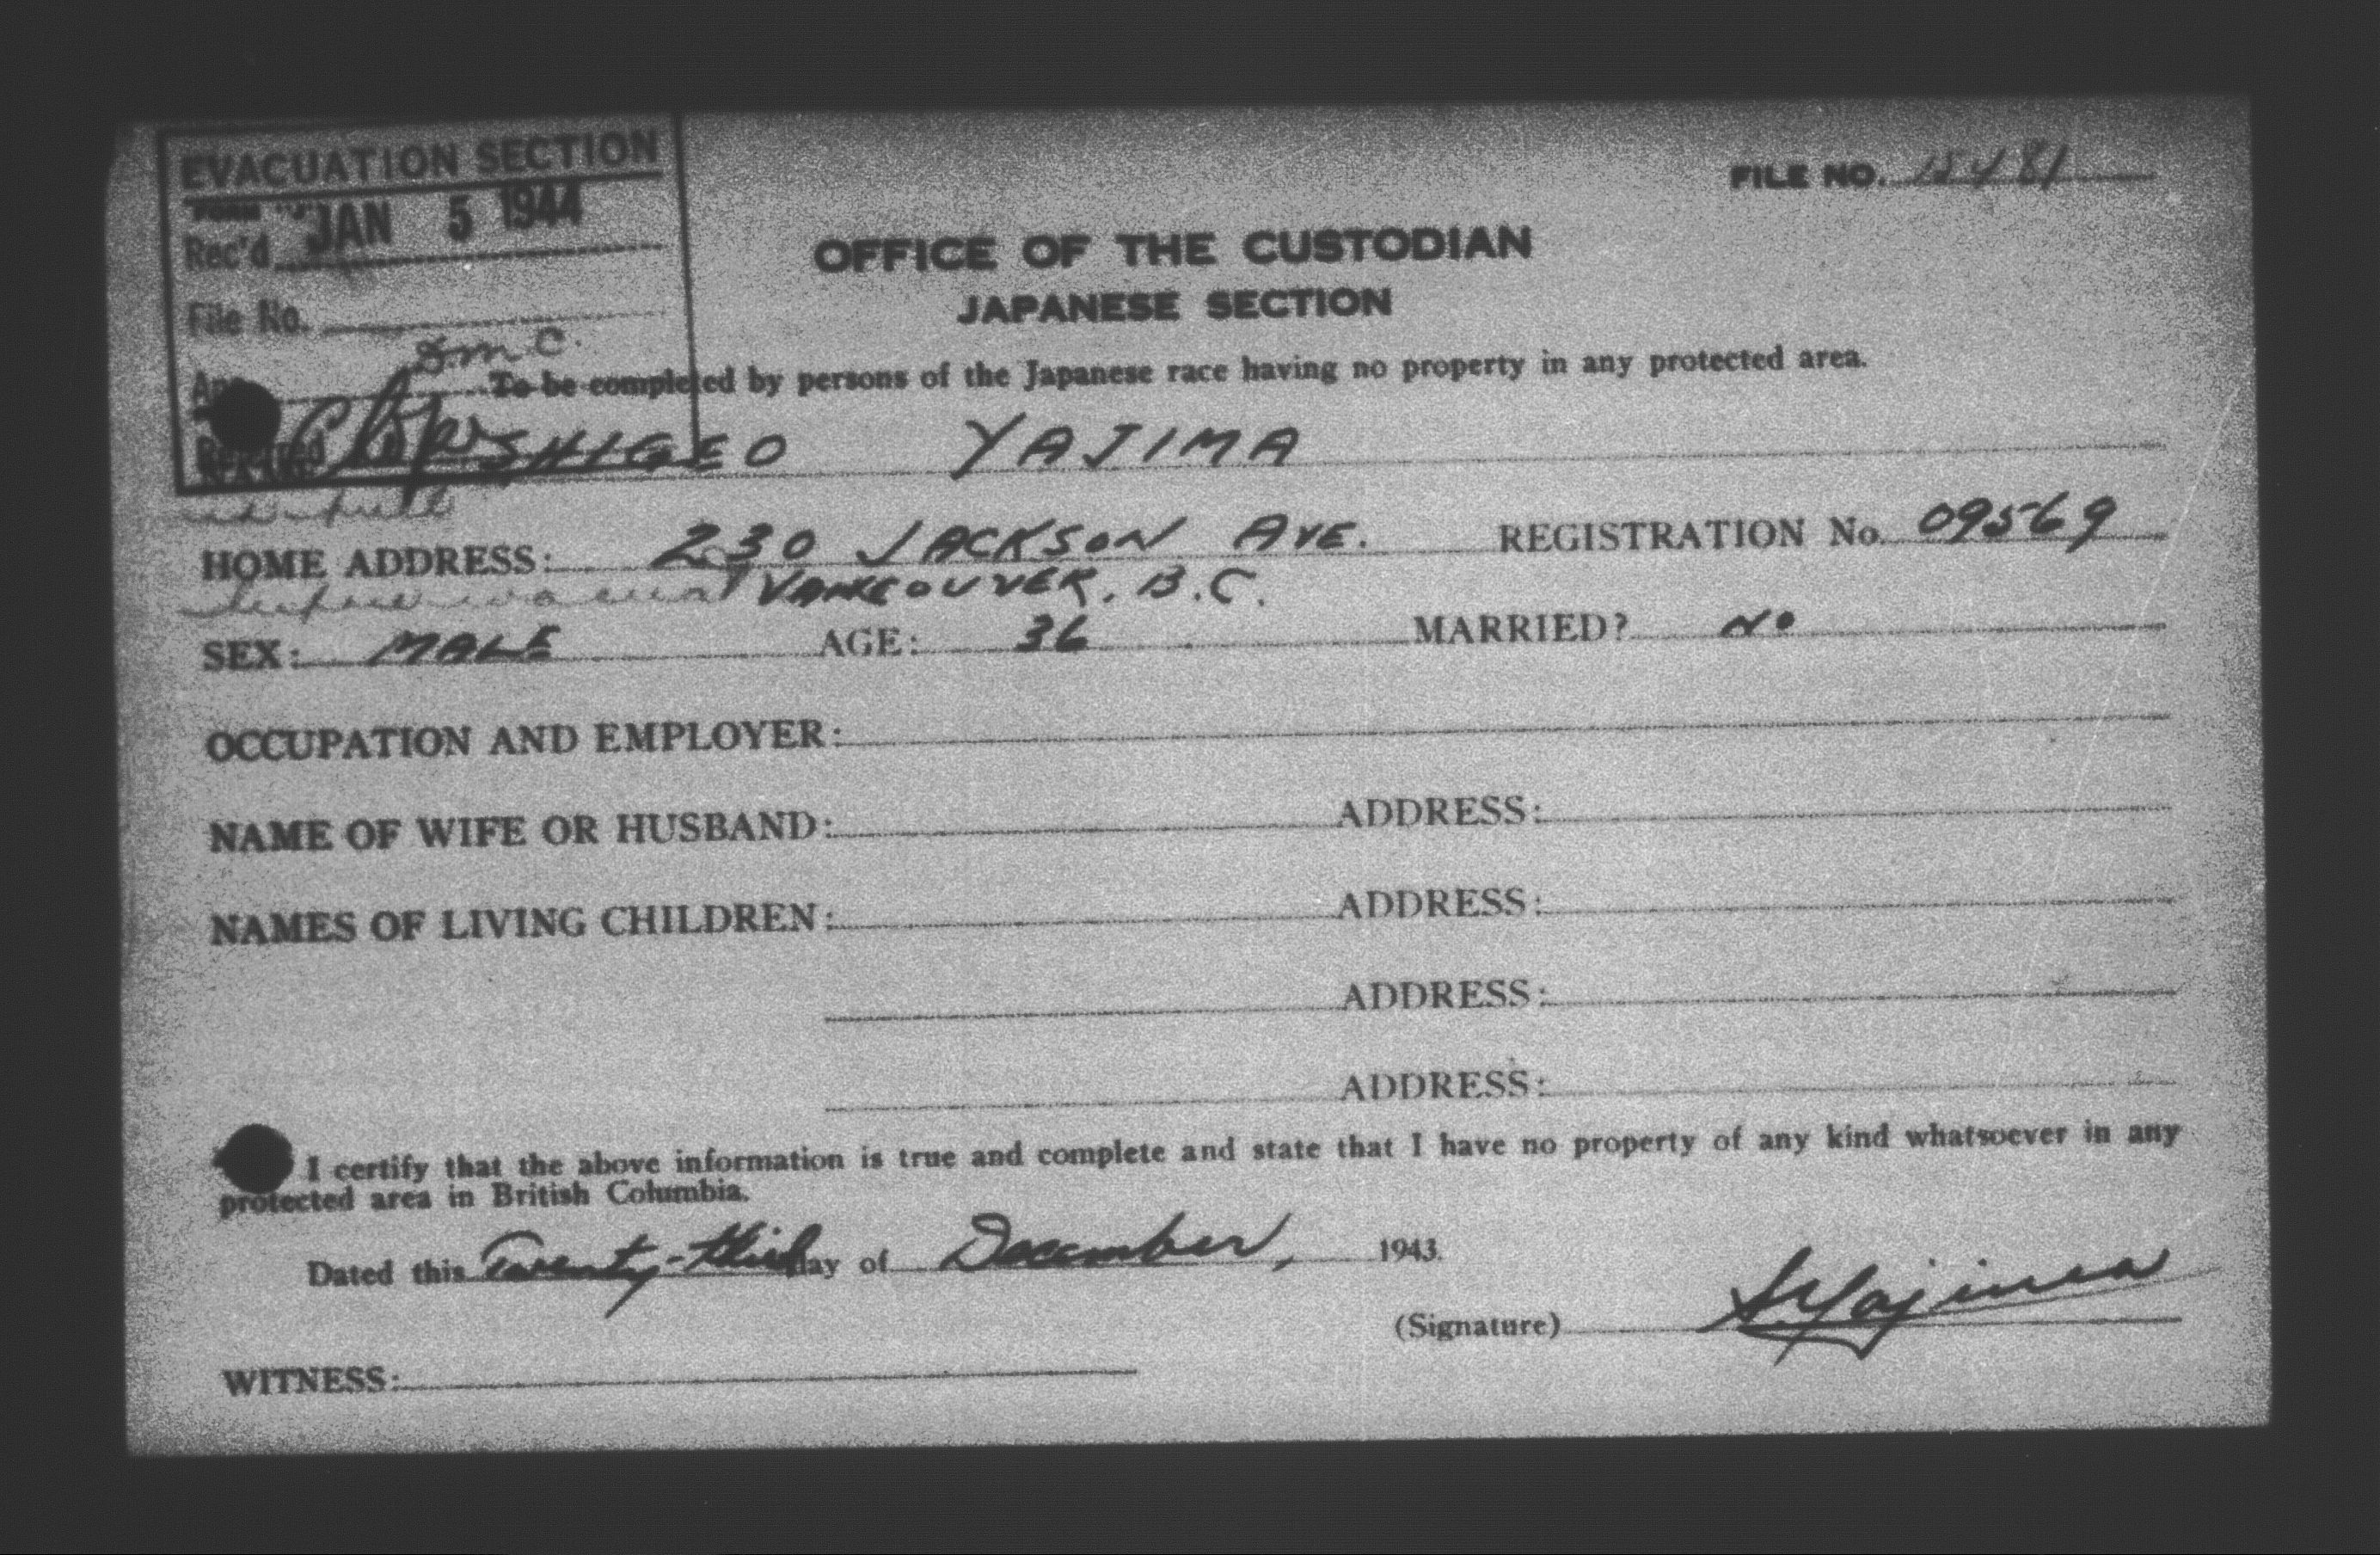 EVACUATION SECTION
FORM "J"
Rec'd JAN 5 1944
File No.
D.M.C.
FILE NO. 15481
OFFICE OF THE CUSTODIAN
JAPANESE SECTION
To be completed by persons of the Japanese race having no property in any protected area.
SHIGEO YAJIMA
HOME ADDRESS: 230 JACKSON AVE. REGISTRATION No. 09569
VANCOUVER, B.C.
SEX: MALE AGE: 36 MARRIED? NO
OCCUPATION AND EMPLOYER:
NAME OF WIFE OR HUSBAND: ADDRESS:
NAMES OF LIVING CHILDREN: ADDRESS:
ADDRESS:
ADDRESS:
I certify that the above information is true and complete and state that I have no property of any kind whatsoever in any
protected area in British Columbia.
Dated this Twenty-third day of December, 1943.
(Signature) S. Yajima
WITNESS: